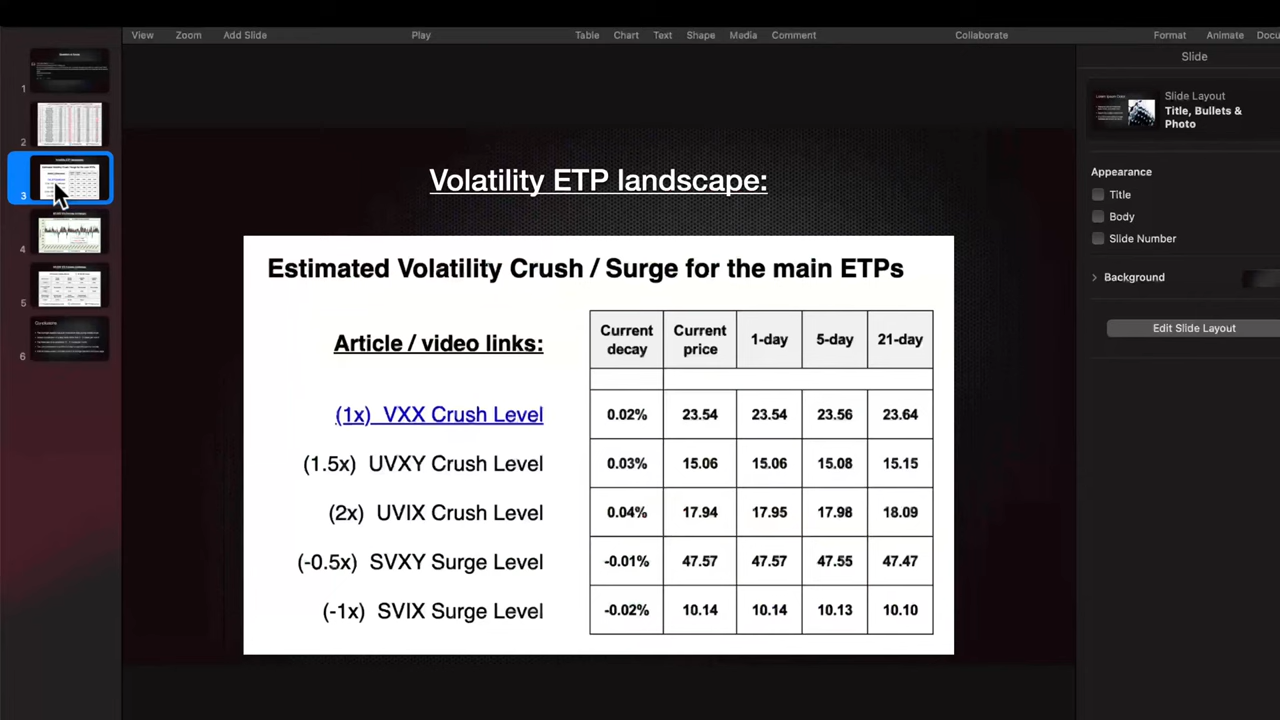 View Zoom Add Slide Play Table Chart Text Shape Media Comment Collaborate Format Animate
Slide
1
2
3
4
5
6
Conclusions
Slide Layout
Title, Bullets &
Photo
Appearance
Title
Body
Slide Number
Background
Edit Slide Layout
Volatility ETP landscape:
Estimated Volatility Crush / Surge for the main ETPs
Article / video links:
Current decay Current price 1-day 5-day 21-day
(1x) VXX Crush Level 0.02% 23.54 23.54 23.56 23.64
(1.5x) UVXY Crush Level 0.03% 15.06 15.06 15.08 15.15
(2x) UVIX Crush Level 0.04% 17.94 17.95 17.98 18.09
(-0.5x) SVXY Surge Level -0.01% 47.57 47.57 47.55 47.47
(-1x) SVIX Surge Level -0.02% 10.14 10.14 10.13 10.10